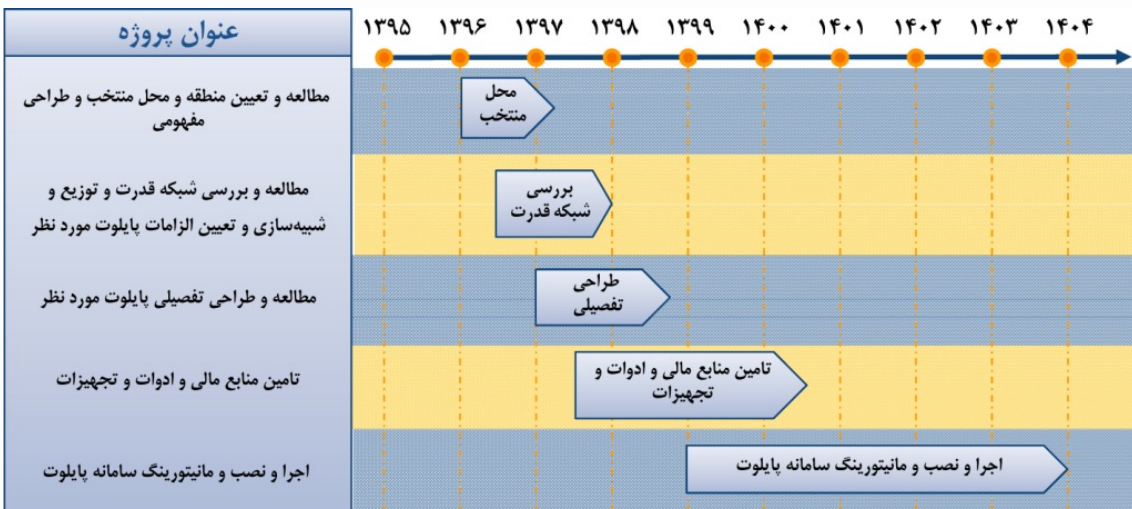 عنوان پروژه
۱۳۹۵ ۱۳۹۶ ۱۳۹۷ ۱۳۹۸ ۱۳۹۹ ۱۴۰۰ ۱۴۰۱ ۱۴۰۲ ۱۴۰۳ ۱۴۰۴
مطالعه و تعیین منطقه و محل منتخب و طراحی
مفهومی
محل
منتخب
مطالعه و بررسی شبکه قدرت و توزیع و
شبیه‌سازی و تعیین الزامات پایلوت مورد نظر
بررسی
شبکه قدرت
مطالعه و طراحی تفصیلی پایلوت مورد نظر
طراحی
تفصیلی
تامین منابع مالی و ادوات و تجهیزات
تامین منابع مالی و ادوات و
تجهیزات
اجرا و نصب و مانیتورینگ سامانه پایلوت
اجرا و نصب و مانیتورینگ سامانه پایلوت